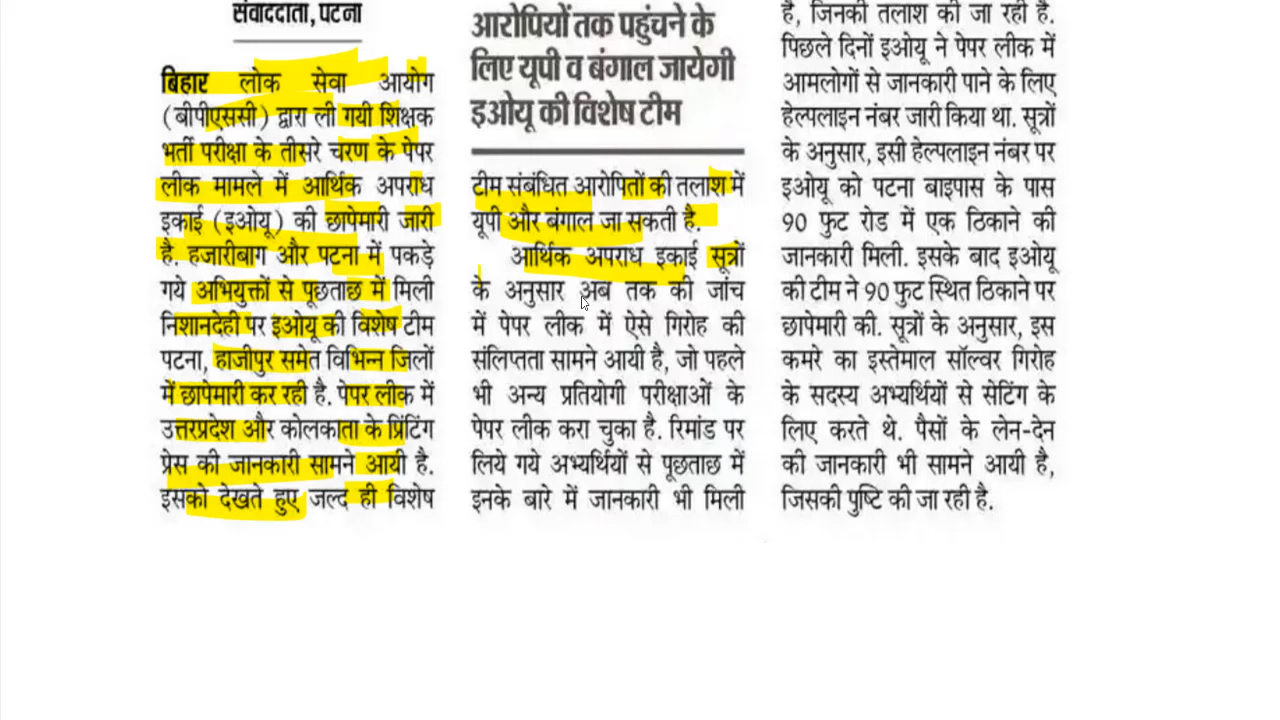 संवाददाता, पटना
बिहार लोक सेवा आयोग
(बीपीएससी) द्वारा ली गयी शिक्षक
भर्ती परीक्षा के तीसरे चरण के पेपर
लीक मामले में आर्थिक अपराध
इकाई (इओयू) की छापेमारी जारी
है. हजारीबाग और पटना में पकड़े
गये अभियुक्तों से पूछताछ में मिली
निशानदेही पर इओयू की विशेष टीम
पटना, हाजीपुर समेत विभिन्न जिलों
में छापेमारी कर रही है. पेपर लीक में
उत्तरप्रदेश और कोलकाता के प्रिंटिंग
प्रेस की जानकारी सामने आयी है.
इसको देखते हुए जल्द ही विशेष
आरोपियों तक पहुंचने के
लिए यूपी व बंगाल जायेगी
इओयू की विशेष टीम
टीम संबंधित आरोपितों की तलाश में
यूपी और बंगाल जा सकती है.
आर्थिक अपराध इकाई सूत्रों
के अनुसार अब तक की जांच
में पेपर लीक में ऐसे गिरोह की
संलिप्तता सामने आयी है, जो पहले
भी अन्य प्रतियोगी परीक्षाओं के
पेपर लीक करा चुका है. रिमांड पर
लिये गये अभ्यर्थियों से पूछताछ में
इनके बारे में जानकारी भी मिली
है, जिनकी तलाश की जा रही है.
पिछले दिनों इओयू ने पेपर लीक में
आमलोगों से जानकारी पाने के लिए
हेल्पलाइन नंबर जारी किया था. सूत्रों
के अनुसार, इसी हेल्पलाइन नंबर पर
इओयू को पटना बाइपास के पास
90 फुट रोड में एक ठिकाने की
जानकारी मिली. इसके बाद इओयू
की टीम ने 90 फुट स्थित ठिकाने पर
छापेमारी की. सूत्रों के अनुसार, इस
कमरे का इस्तेमाल सॉल्वर गिरोह
के सदस्य अभ्यर्थियों से सेटिंग के
लिए करते थे. पैसों के लेन-देन
की जानकारी भी सामने आयी है,
जिसकी पुष्टि की जा रही है.